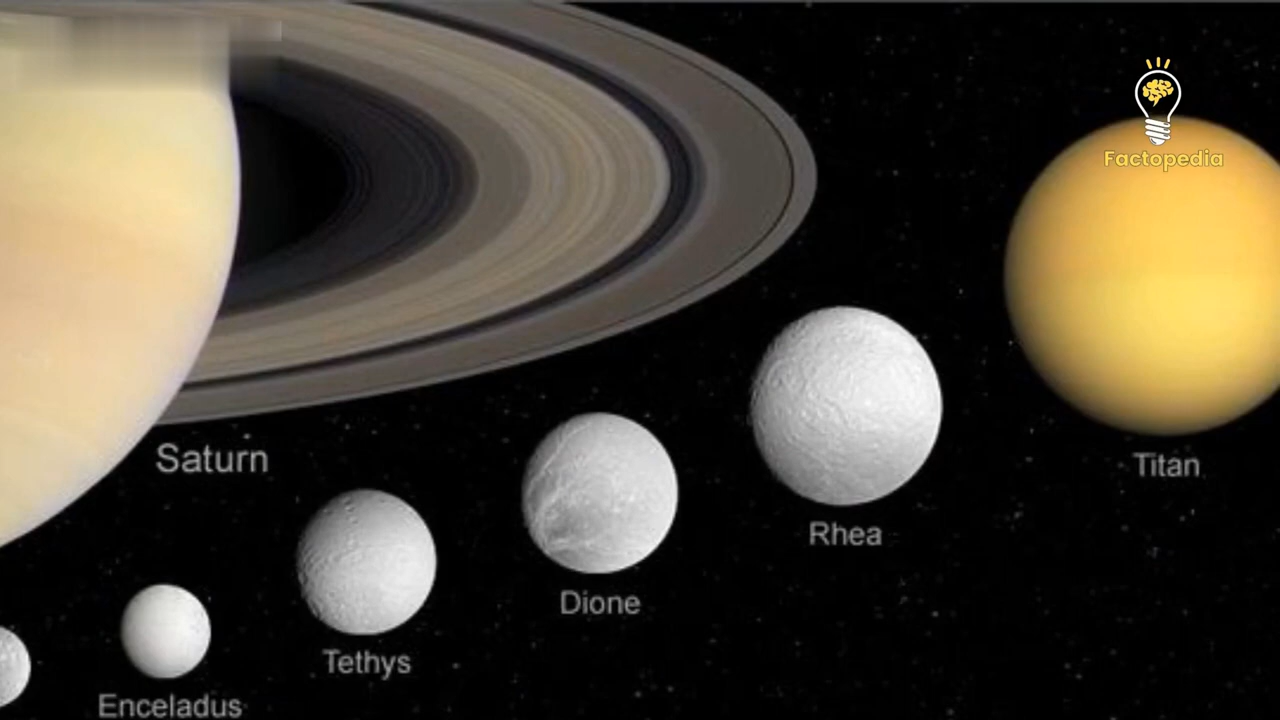 Factopedia
Saturn
Titan
Rhea
Dione
Tethys
Enceladus